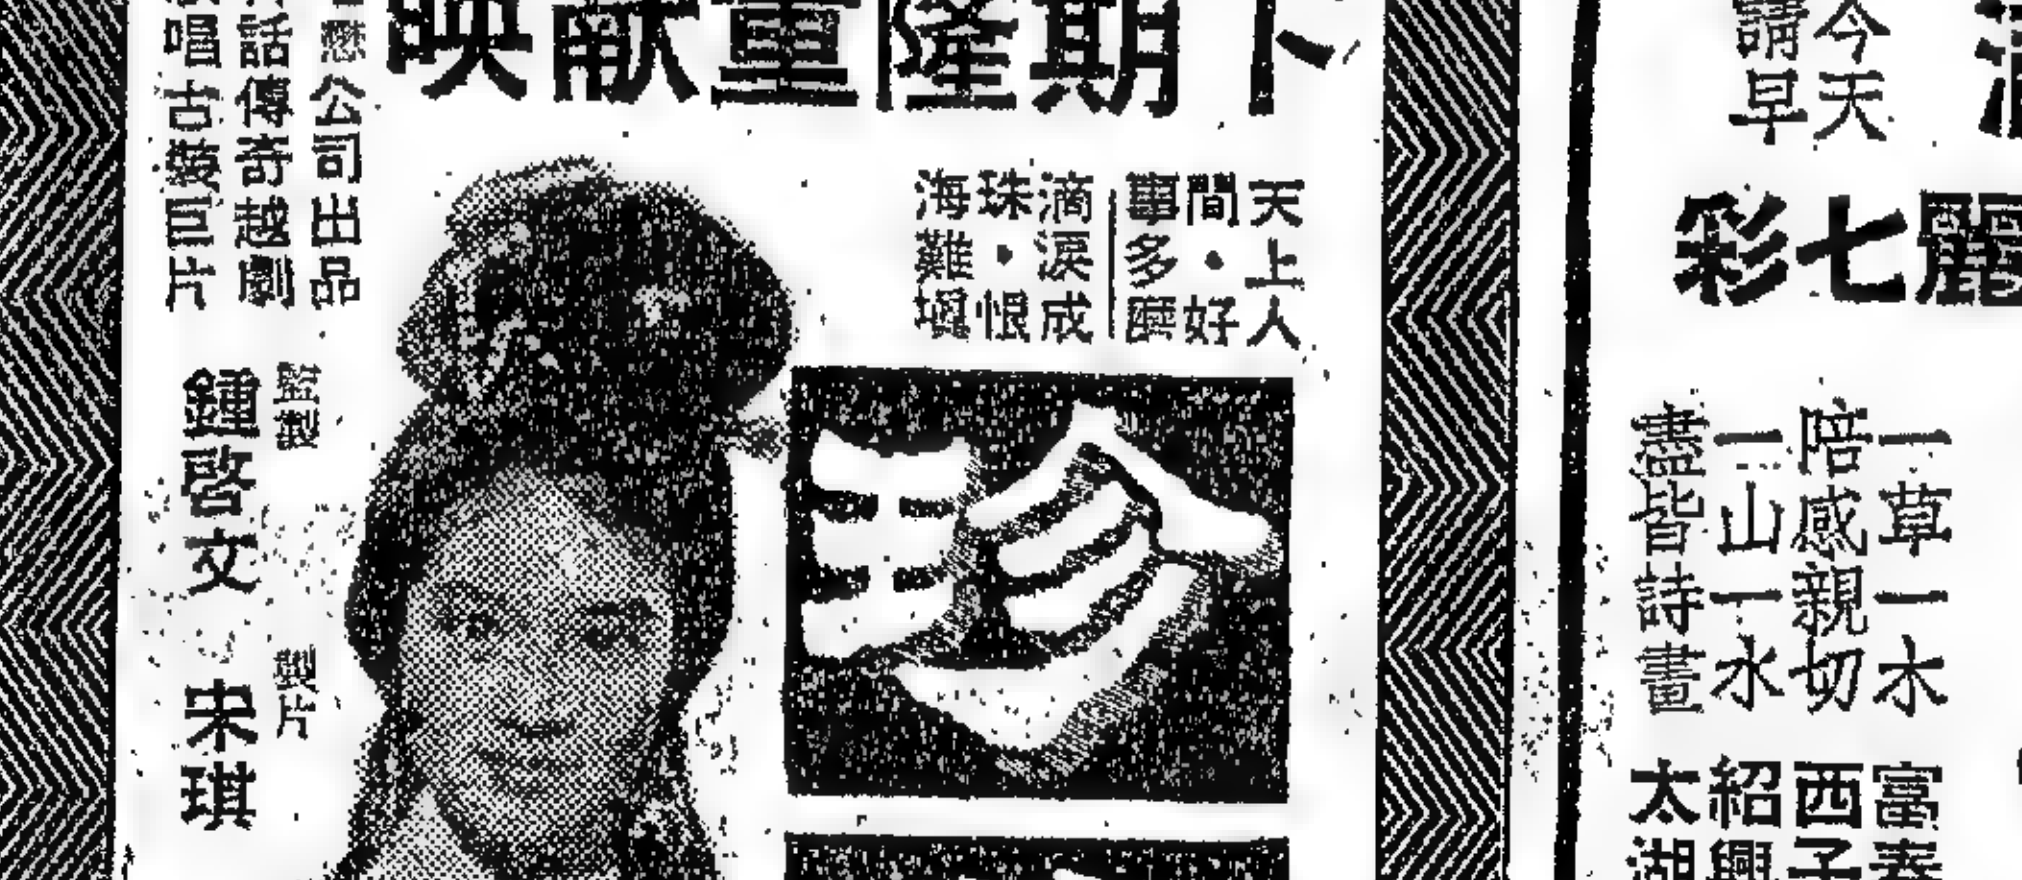 今天
請早
麗七彩
一草一木
陪感親切
一山一水
盡皆詩畫
富春
西子
紹興
太湖
下期隆重献映
天上人
間・好
事多磨
滴淚成
珠・恨
海難填
懋公司出品
話傳奇越劇
唱古裝巨片
監製
鍾啓文
製片
宋琪